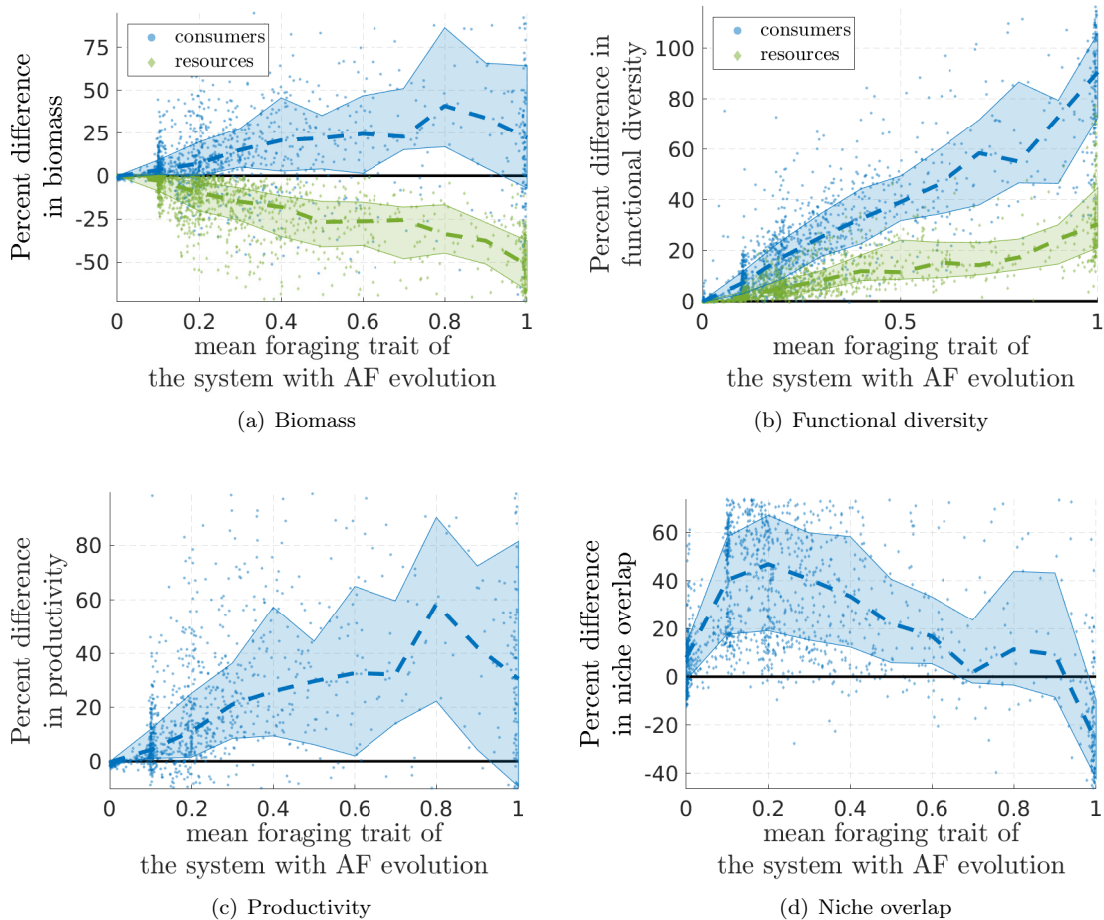 Percent difference
in biomass
75
50
25
0
-25
-50
consumers
resources
0 0.2 0.4 0.6 0.8 1
mean foraging trait of
the system with AF evolution
(a) Biomass
Percent difference in
functional diversity
100
80
60
40
20
0
consumers
resources
0 0.5 1
mean foraging trait of
the system with AF evolution
(b) Functional diversity
Percent difference
in productivity
80
60
40
20
0
0 0.2 0.4 0.6 0.8 1
mean foraging trait of
the system with AF evolution
(c) Productivity
Percent difference
in niche overlap
60
40
20
0
-20
-40
0 0.2 0.4 0.6 0.8 1
mean foraging trait of
the system with AF evolution
(d) Niche overlap